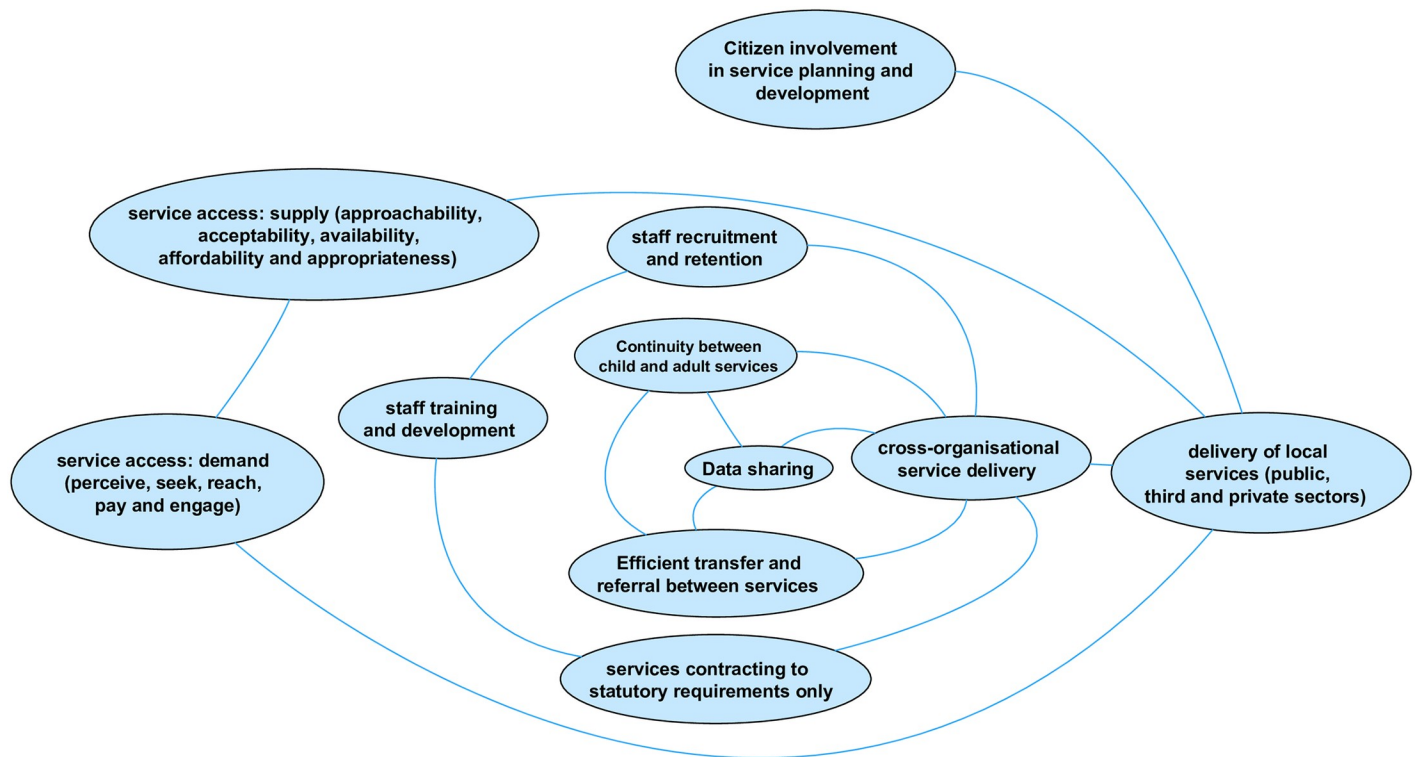 Citizen involvement
in service planning and
development
service access: supply (approachability,
acceptability, availability,
affordability and appropriateness)
staff recruitment
and retention
Continuity between
child and adult services
staff training
and development
service access: demand
(perceive, seek, reach,
pay and engage)
Data sharing
cross-organisational
service delivery
delivery of local
services (public,
third and private sectors)
Efficient transfer and
referral between services
services contracting to
statutory requirements only